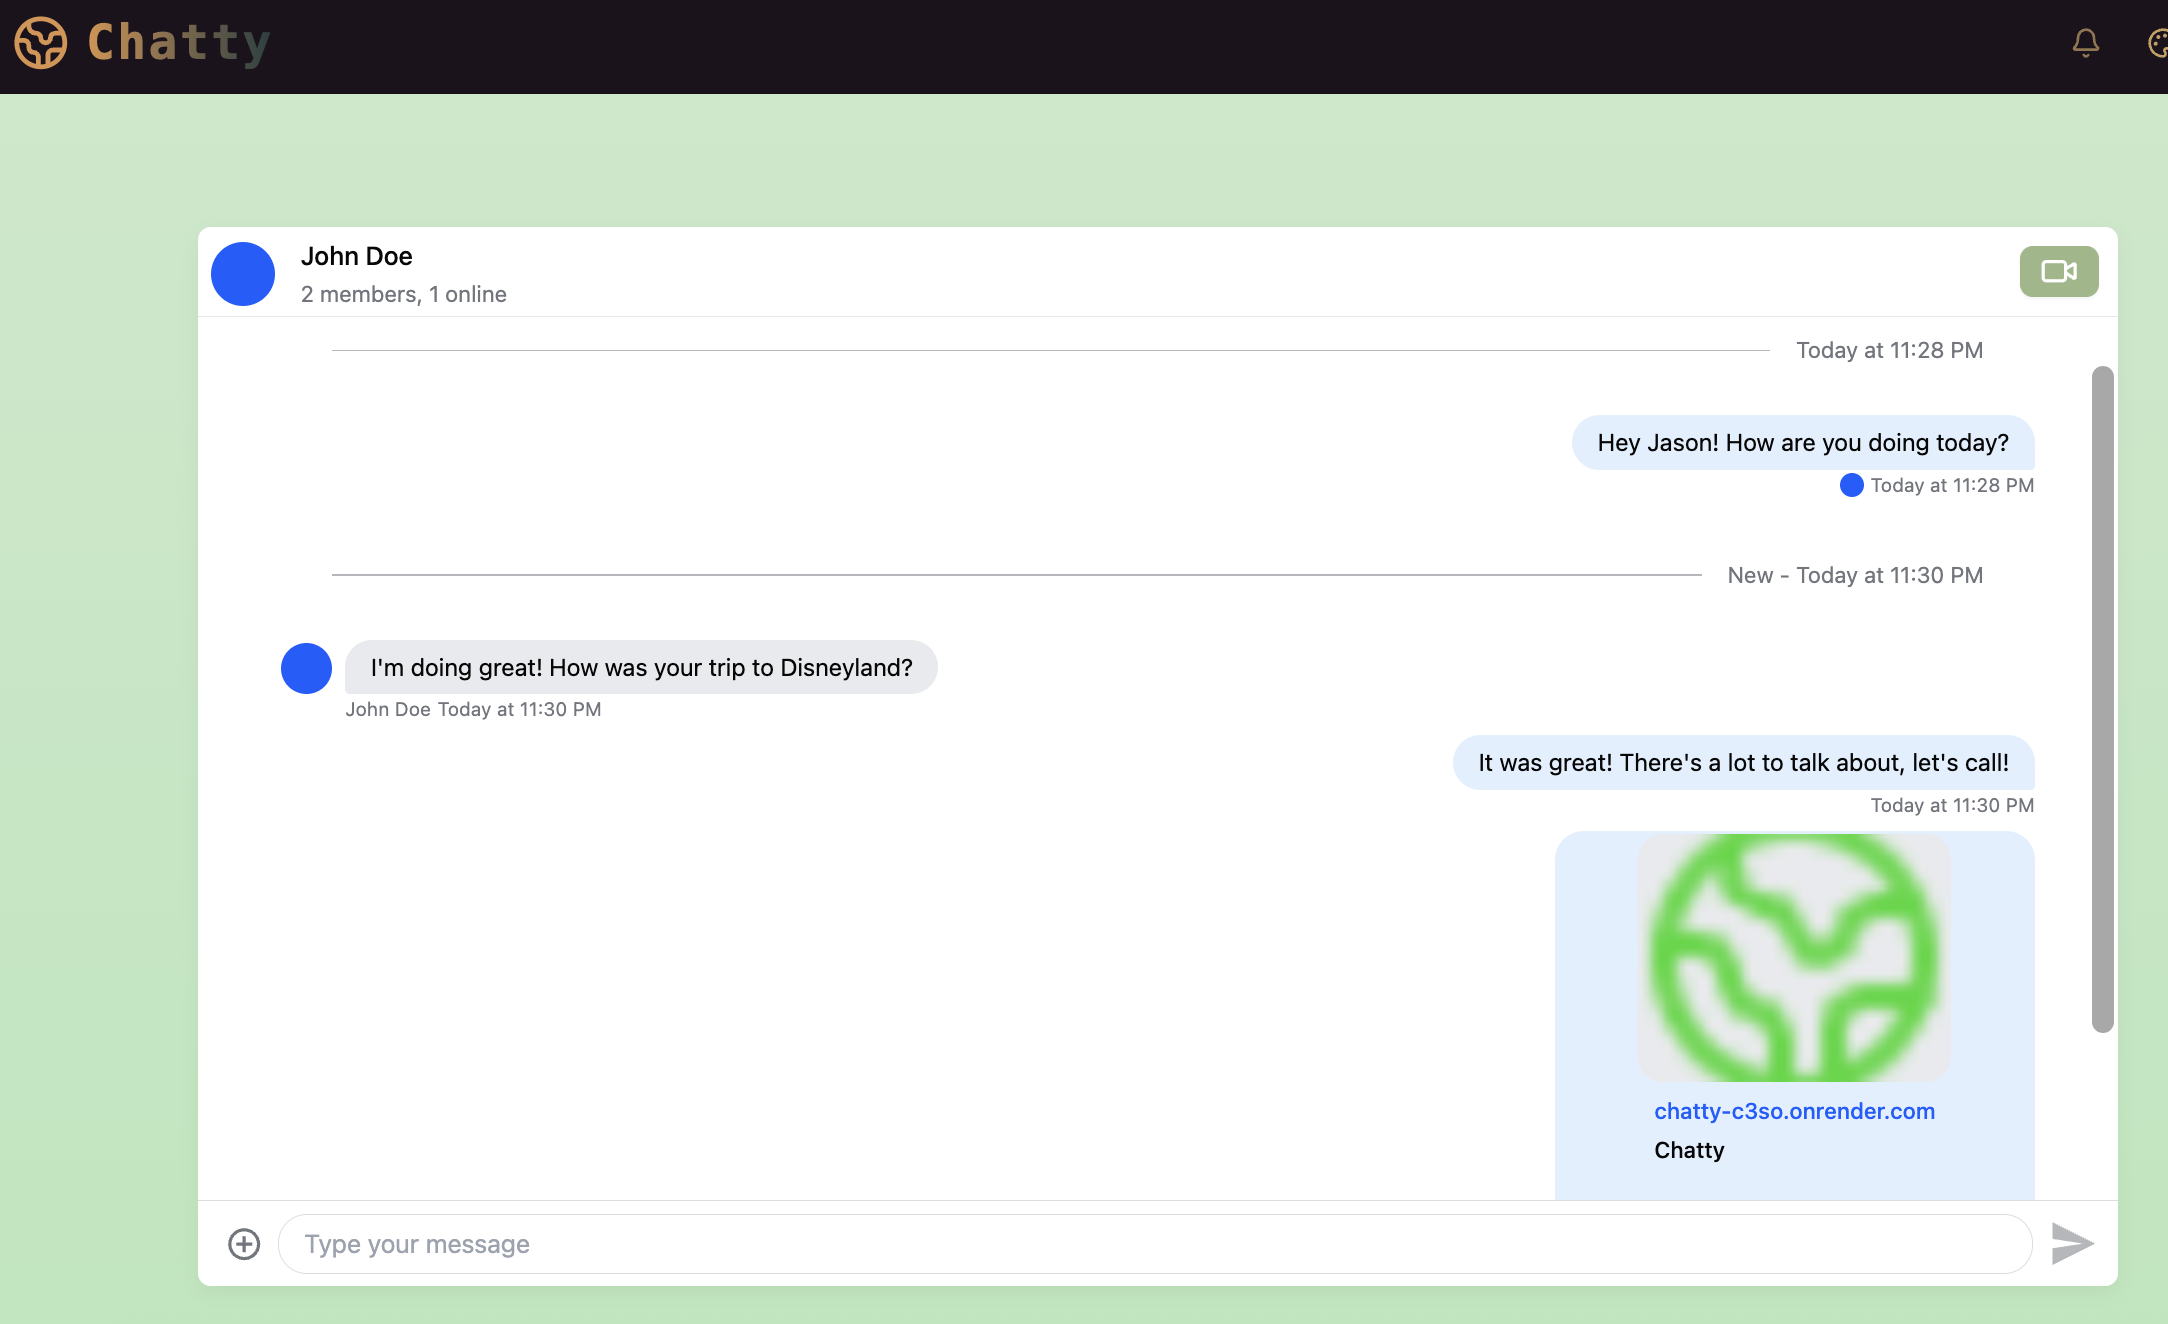 Chatty
John Doe
2 members, 1 online
Today at 11:28 PM
Hey Jason! How are you doing today?
Today at 11:28 PM
New - Today at 11:30 PM
I'm doing great! How was your trip to Disneyland?
John Doe Today at 11:30 PM
It was great! There's a lot to talk about, let's call!
Today at 11:30 PM
chatty-c3so.onrender.com
Chatty
Type your message